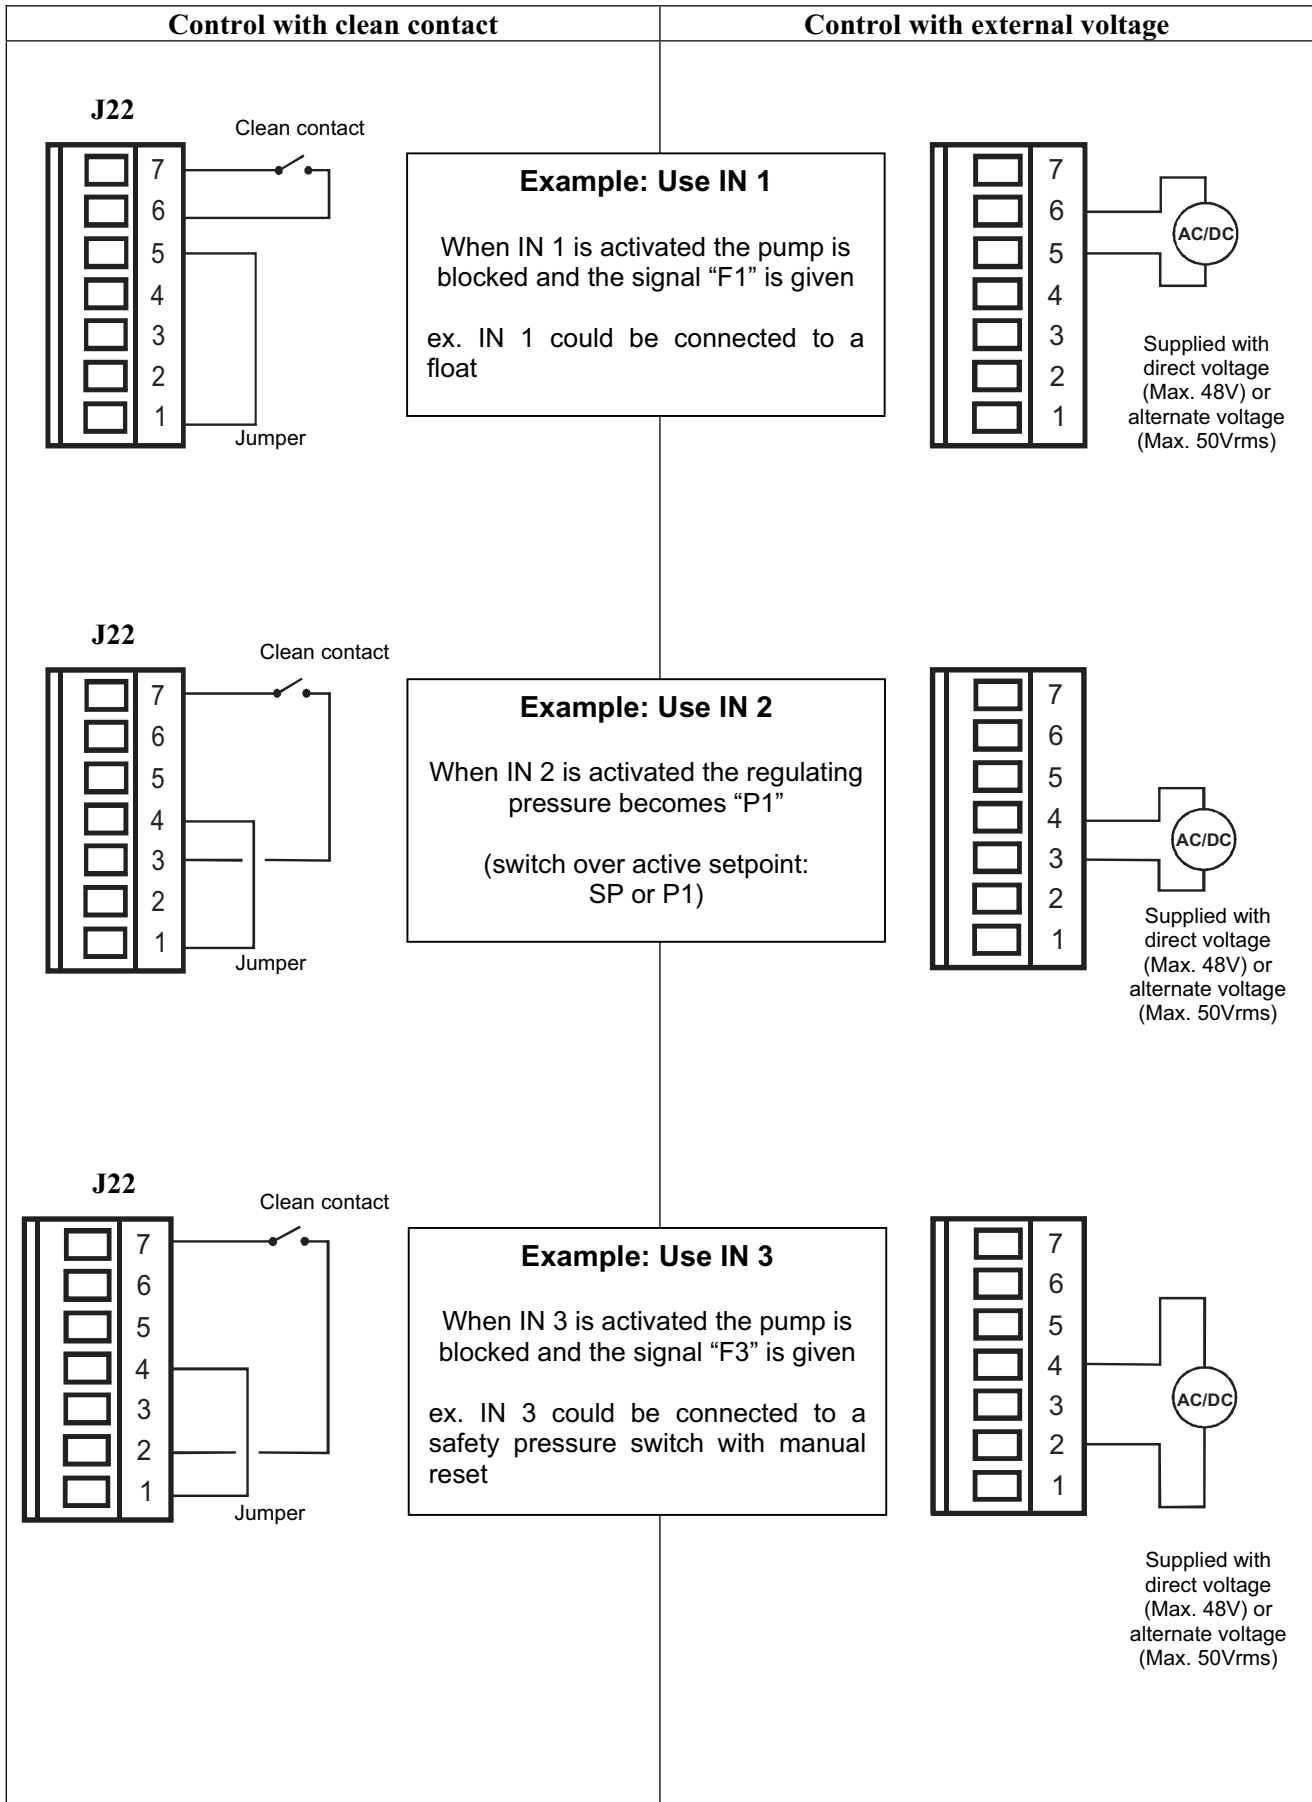 Control with clean contact
Control with external voltage
J22
Clean contact
7
6
5
4
3
2
1
Jumper
Example: Use IN 1
When IN 1 is activated the pump is
blocked and the signal “F1” is given
ex. IN 1 could be connected to a
float
7
6
5
4
3
2
1
AC/DC
Supplied with
direct voltage
(Max. 48V) or
alternate voltage
(Max. 50Vrms)
J22
Clean contact
7
6
5
4
3
2
1
Jumper
Example: Use IN 2
When IN 2 is activated the regulating
pressure becomes “P1”
(switch over active setpoint:
SP or P1)
7
6
5
4
3
2
1
AC/DC
Supplied with
direct voltage
(Max. 48V) or
alternate voltage
(Max. 50Vrms)
J22
Clean contact
7
6
5
4
3
2
1
Jumper
Example: Use IN 3
When IN 3 is activated the pump is
blocked and the signal “F3” is given
ex. IN 3 could be connected to a
safety pressure switch with manual
reset
7
6
5
4
3
2
1
AC/DC
Supplied with
direct voltage
(Max. 48V) or
alternate voltage
(Max. 50Vrms)